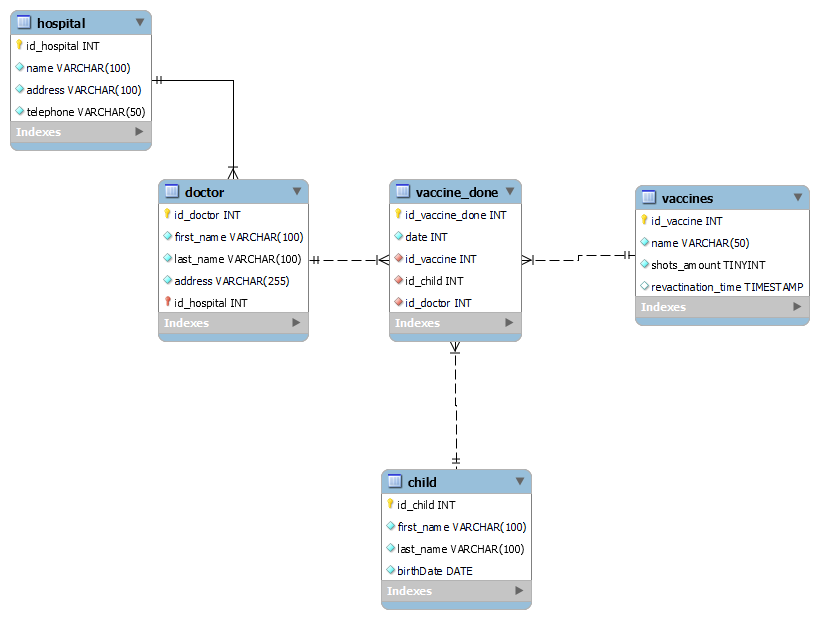 hospital
id_hospital INT
name VARCHAR(100)
address VARCHAR(100)
telephone VARCHAR(50)
Indexes
doctor
id_doctor INT
first_name VARCHAR(100)
last_name VARCHAR(100)
address VARCHAR(255)
id_hospital INT
Indexes
vaccine_done
id_vaccine_done INT
date INT
id_vaccine INT
id_child INT
id_doctor INT
Indexes
vaccines
id_vaccine INT
name VARCHAR(50)
shots_amount TINYINT
revactination_time TIMESTAMP
Indexes
child
id_child INT
first_name VARCHAR(100)
last_name VARCHAR(100)
birthDate DATE
Indexes